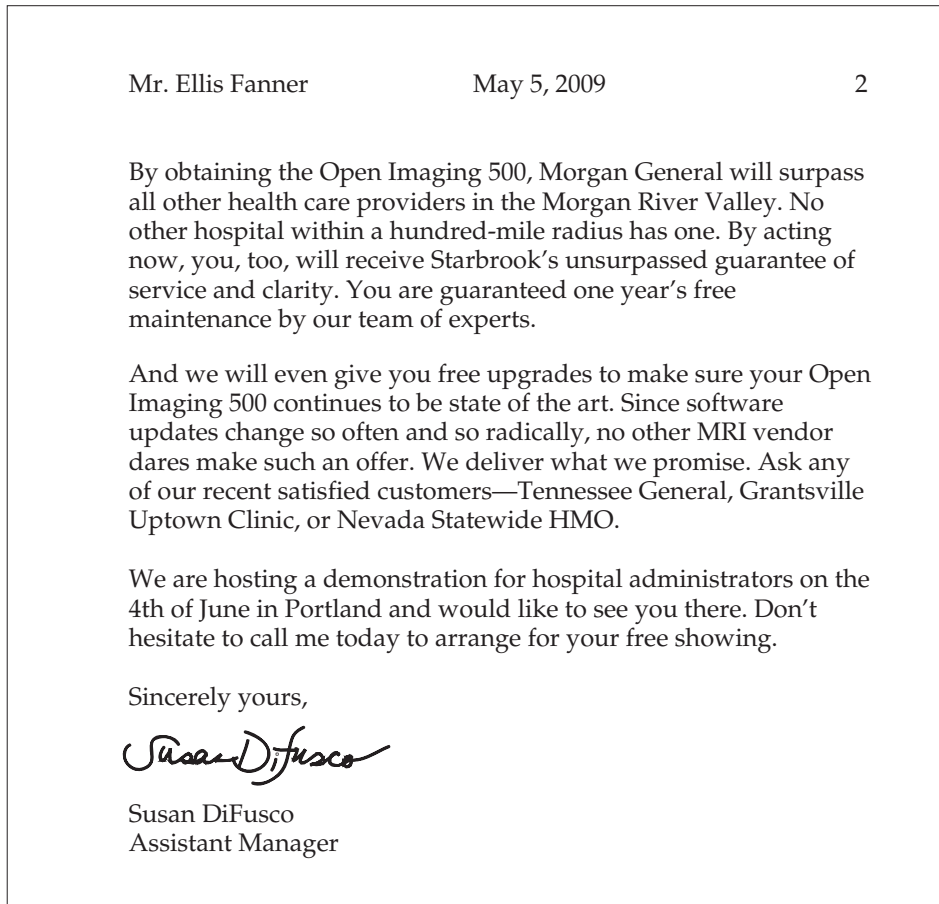 Mr. Ellis Fanner May 5, 2009 2
By obtaining the Open Imaging 500, Morgan General will surpass
all other health care providers in the Morgan River Valley. No
other hospital within a hundred-mile radius has one. By acting
now, you, too, will receive Starbrook’s unsurpassed guarantee of
service and clarity. You are guaranteed one year’s free
maintenance by our team of experts.
And we will even give you free upgrades to make sure your Open
Imaging 500 continues to be state of the art. Since software
updates change so often and so radically, no other MRI vendor
dares make such an offer. We deliver what we promise. Ask any
of our recent satisfied customers—Tennessee General, Grantsville
Uptown Clinic, or Nevada Statewide HMO.
We are hosting a demonstration for hospital administrators on the
4th of June in Portland and would like to see you there. Don’t
hesitate to call me today to arrange for your free showing.
Sincerely yours,
Susan DiFusco
Susan DiFusco
Assistant Manager